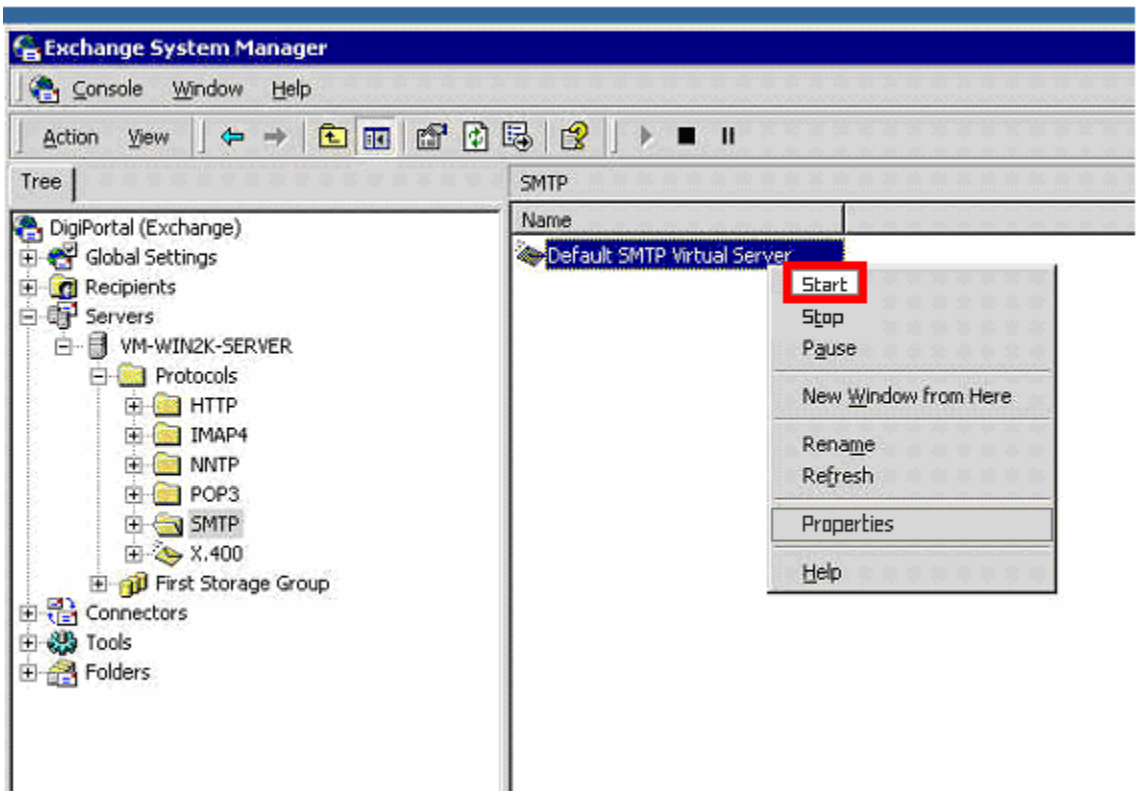 Exchange System Manager
Console Window Help
Action View
Tree
SMTP
DigiPortal (Exchange)
Global Settings
Recipients
Servers
VM-WIN2K-SERVER
Protocols
HTTP
IMAP4
NNTP
POP3
SMTP
X.400
First Storage Group
Connectors
Tools
Folders
Name
Default SMTP Virtual Server
Start
Stop
Pause
New Window from Here
Rename
Refresh
Properties
Help